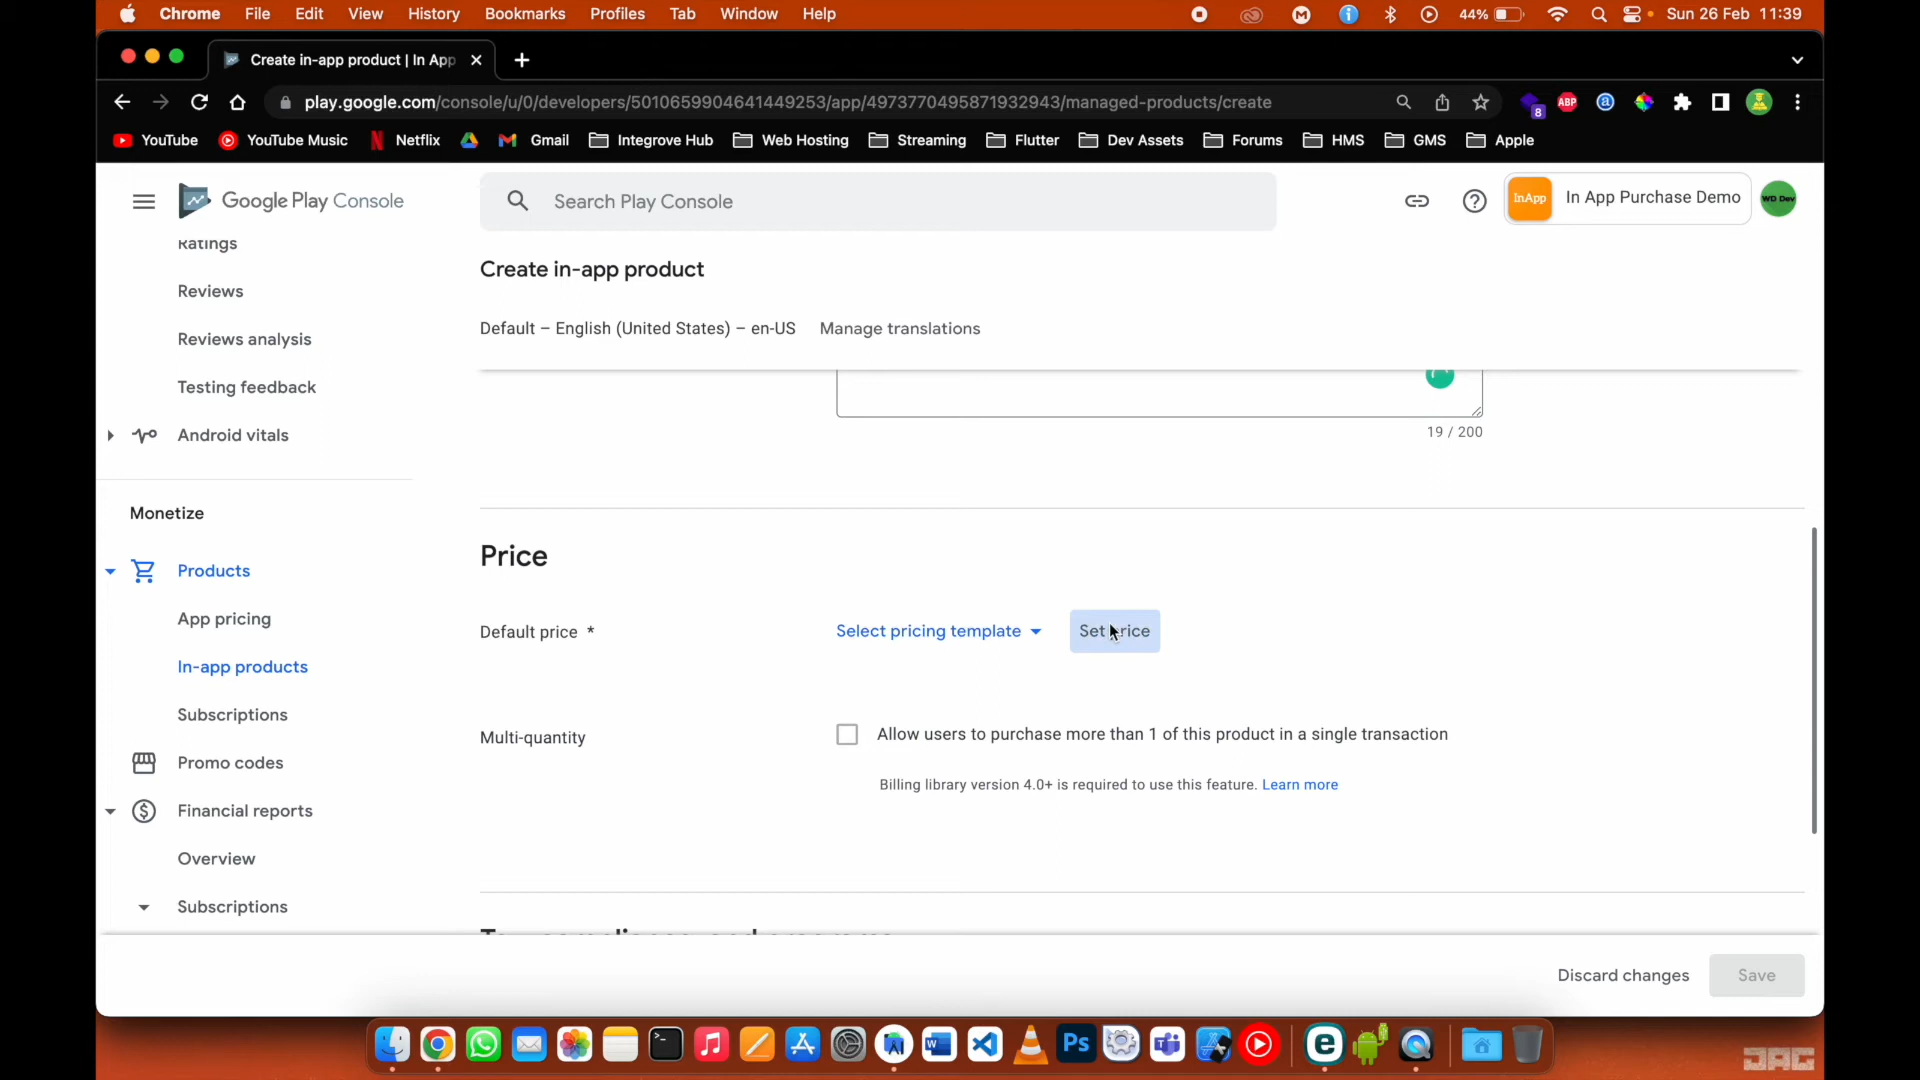 Chrome File Edit View History Bookmarks Profiles Tab Window Help 44% Sun 26 Feb 11:39
Create in-app product | In App
play.google.com/console/u/0/developers/5010659904641449253/app/4973770495871932943/managed-products/create ABP 8
YouTube YouTube Music Netflix Gmail Integrove Hub Web Hosting Streaming Flutter Dev Assets Forums HMS GMS Apple
Google Play Console Search Play Console InApp In App Purchase Demo WD Dev
Ratings
Reviews
Reviews analysis
Testing feedback
Android vitals
Monetize
Products
App pricing
In-app products
Subscriptions
Promo codes
Financial reports
Overview
Subscriptions
Create in-app product
Default – English (United States) – en-US Manage translations
19 / 200
Price
Default price * Select pricing template Set price
Multi-quantity Allow users to purchase more than 1 of this product in a single transaction
Billing library version 4.0+ is required to use this feature. Learn more
Discard changes Save
JAG